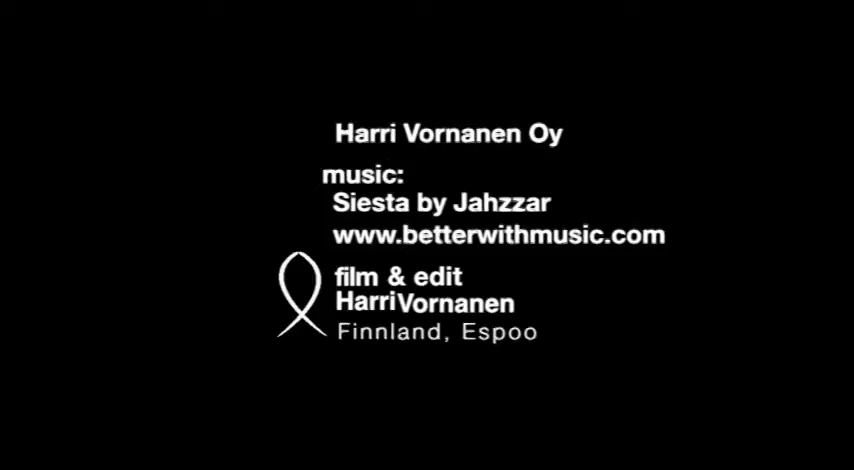 Harri Vornanen Oy
music:
Siesta by Jahzzar
www.betterwithmusic.com
film & edit
HarriVornanen
Finnland, Espoo